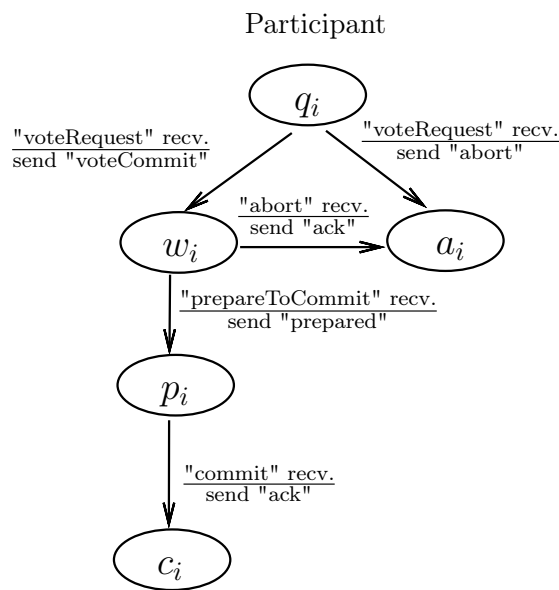 Participant
q_i
"voteRequest" recv.
send "voteCommit"
"voteRequest" recv.
send "abort"
"abort" recv.
send "ack"
w_i
a_i
"prepareToCommit" recv.
send "prepared"
p_i
"commit" recv.
send "ack"
c_i